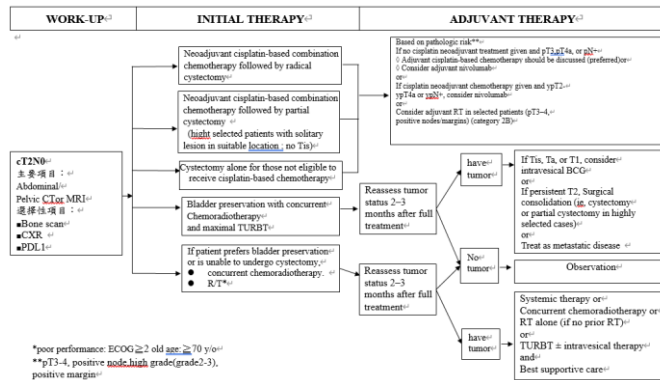 WORK-UP
INITIAL THERAPY
ADJUVANT THERAPY
cT2N0
主要項目：
Abdominal/
Pelvic CTor MRI
選擇性項目：
■Bone scan
■CXR
■PDL1
Neoadjuvant cisplatin-based combination
chemotherapy followed by radical
cystectomy
Neoadjuvant cisplatin-based combination
chemotherapy followed by partial
cystectomy
(hight selected patients with solitary
lesion in suitable location ; no Tis)
Cystectomy alone for those not eligible to
receive cisplatin-based chemotherapy
Bladder preservation with concurrent
Chemoradiotherapy
and maximal TURBT
If patient prefers bladder preservation
or is unable to undergo cystectomy,
● concurrent chemoradiotherapy.
● R/T*
Based on pathologic risk**
If no cisplatin neoadjuvant treatment given and pT3,pT4a, or pN+
◊ Adjuvant cisplatin-based chemotherapy should be discussed (preferred)or
◊ Consider adjuvant nivolumab
or
If cisplatin neoadjuvant chemotherapy given and ypT2-
ypT4a or ypN+, consider nivolumab
or
Consider adjuvant RT in selected patients (pT3–4,
positive nodes/margins) (category 2B)
Reassess tumor
status 2–3
months after full
treatment
have
tumor
If Tis, Ta, or T1, consider
intravesical BCG
or
If persistent T2, Surgical
consolidation (ie, cystectomy
or partial cystectomy in highly
selected cases)
or
Treat as metastatic disease
No
tumor
Observation
Reassess tumor
status 2–3
months after full
treatment
have
tumor
Systemic therapy or
Concurrent chemoradiotherapy or
RT alone (if no prior RT)
or
TURBT ± intravesical therapy
and
Best supportive care
*poor performance: ECOG≧2 old age:≧70 y/o
**pT3-4, positive node,high grade(grade2-3),
positive margin